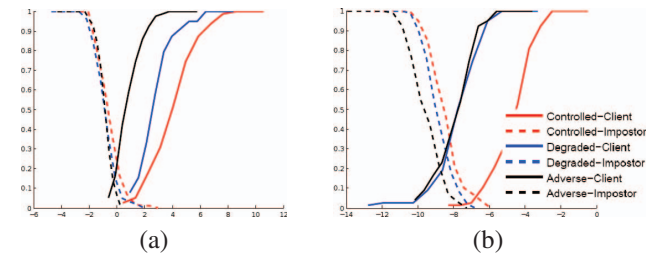 1
0.9
0.8
0.7
0.6
0.5
0.4
0.3
0.2
0.1
0
−6 −4 −2 0 2 4 6 8 10 12
(a)
1
0.9
0.8
0.7
0.6
0.5
0.4
0.3
0.2
0.1
0
−14 −12 −10 −8 −6 −4 −2 0
Controlled−Client
Controlled−Impostor
Degraded−Client
Degraded−Impostor
Adverse−Client
Adverse−Impostor
(b)